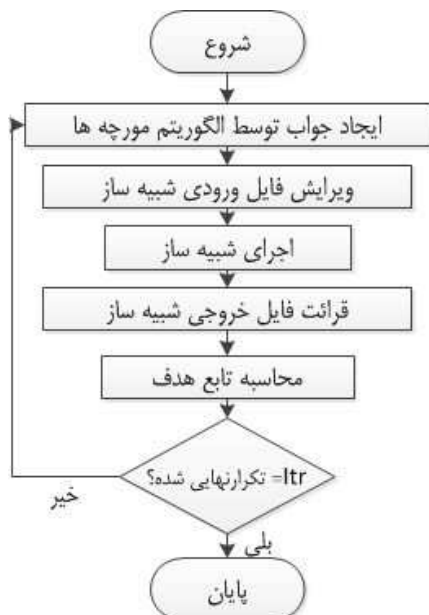 شروع
ایجاد جواب توسط الگوریتم مورچه ها
ویرایش فایل ورودی شبیه ساز
اجرای شبیه ساز
قرائت فایل خروجی شبیه ساز
محاسبه تابع هدف
Itr= تکرارنهایی شده؟
خیر
بلی
پایان